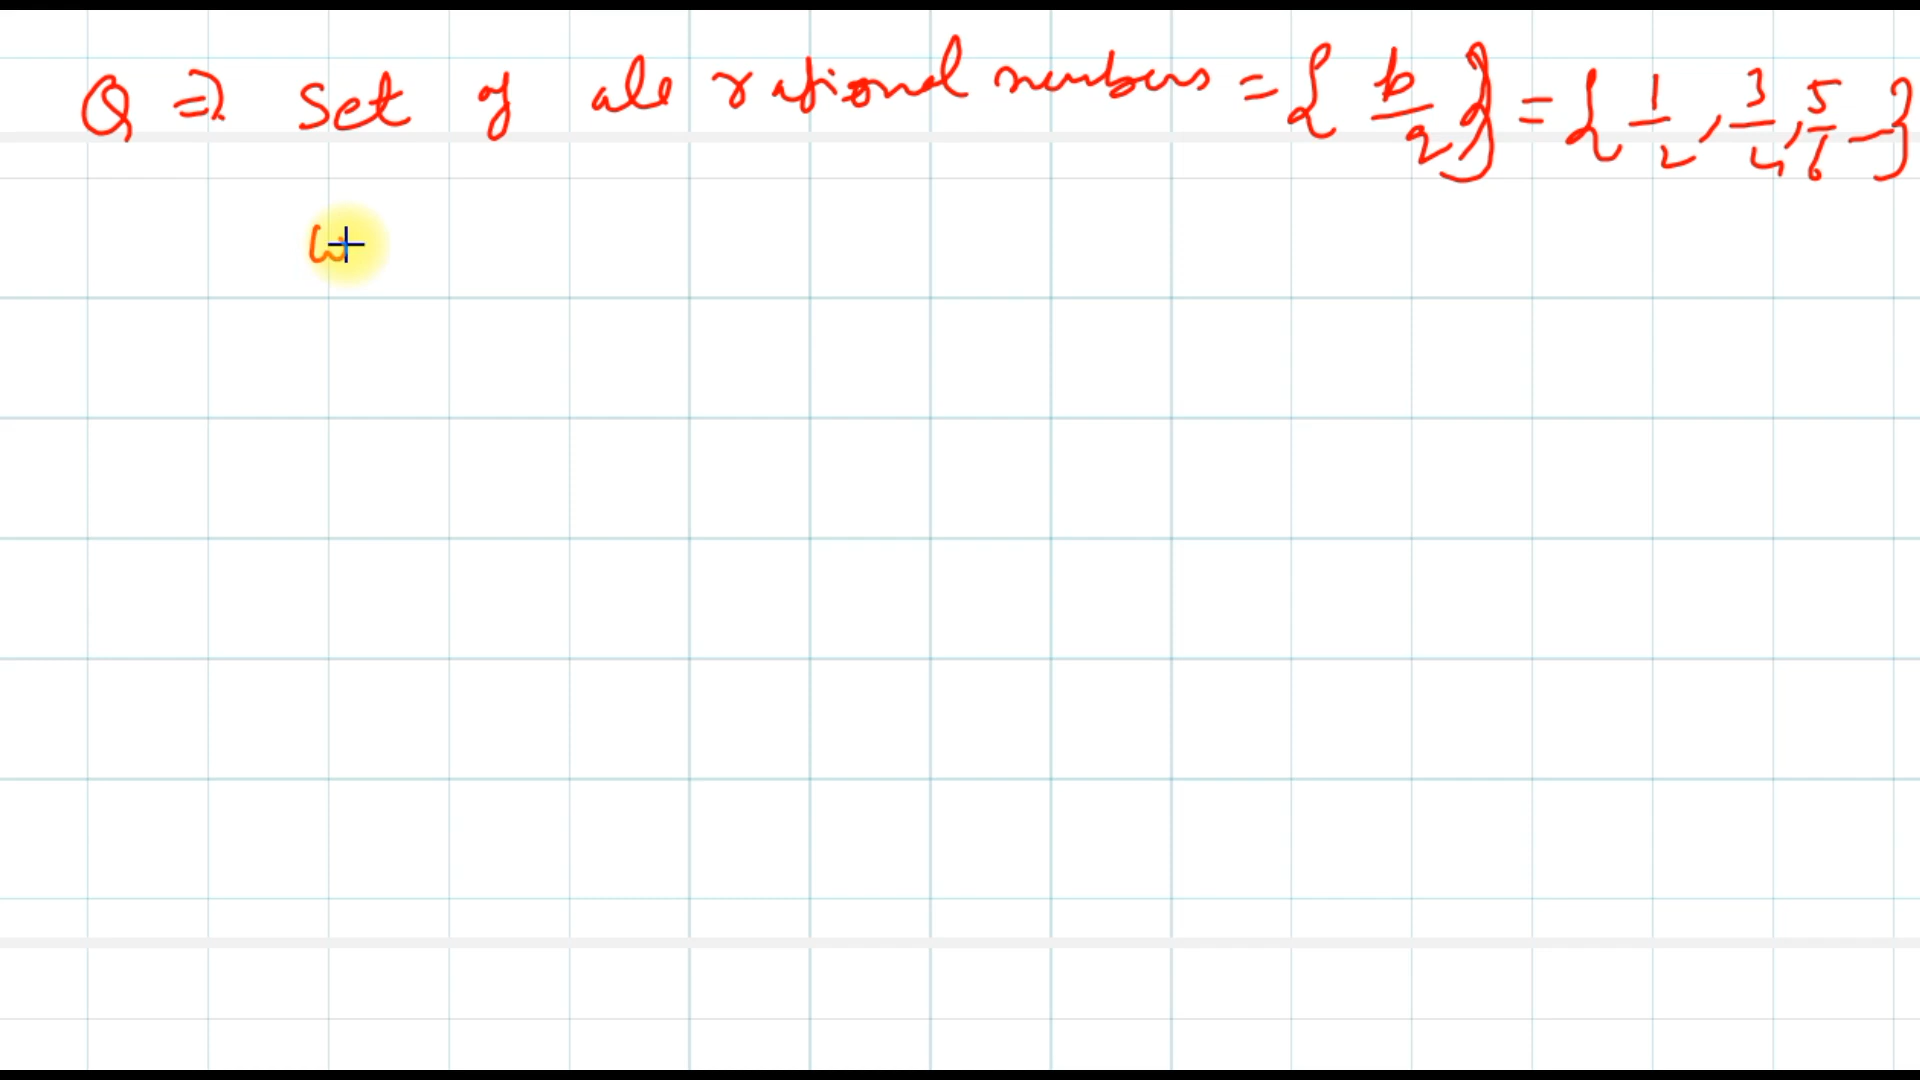 Q ⇒ Set of all rational numbers = { p/q } = { 1/2 , 3/4 , 5/6 - }
w